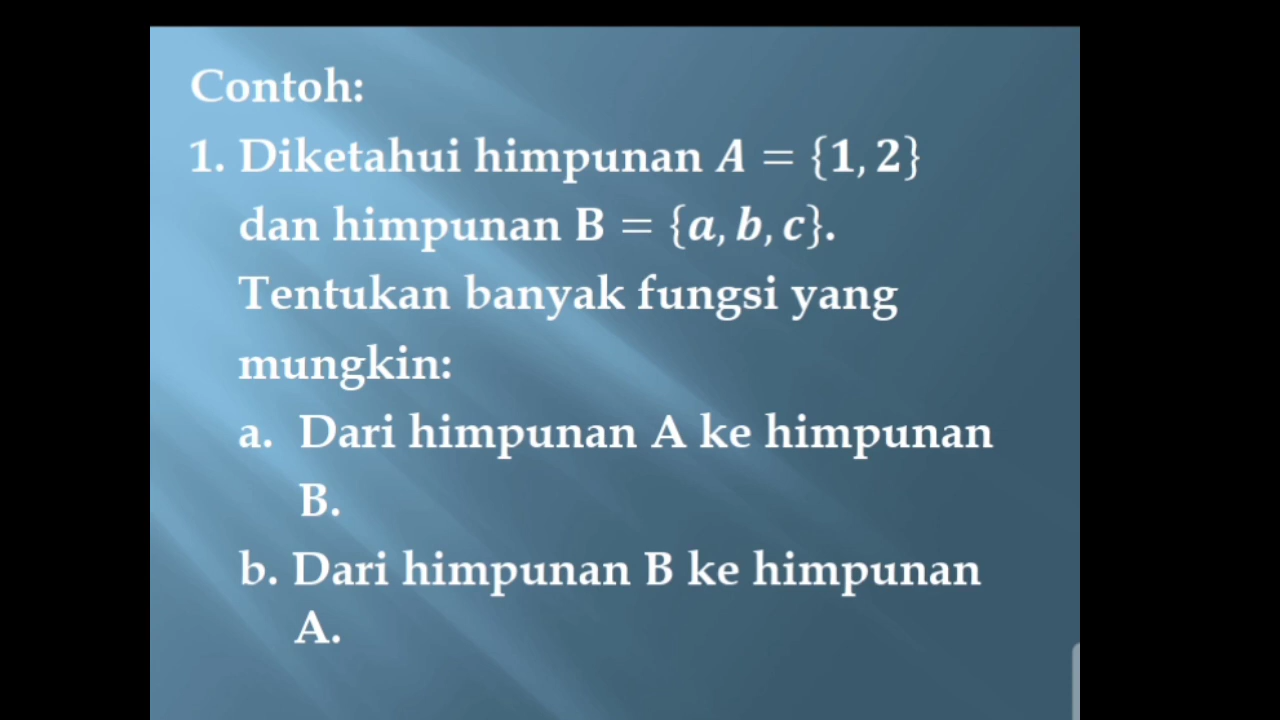 Contoh:
1. Diketahui himpunan A = {1, 2}
dan himpunan B = {a, b, c}.
Tentukan banyak fungsi yang
mungkin:
a. Dari himpunan A ke himpunan
B.
b. Dari himpunan B ke himpunan
A.